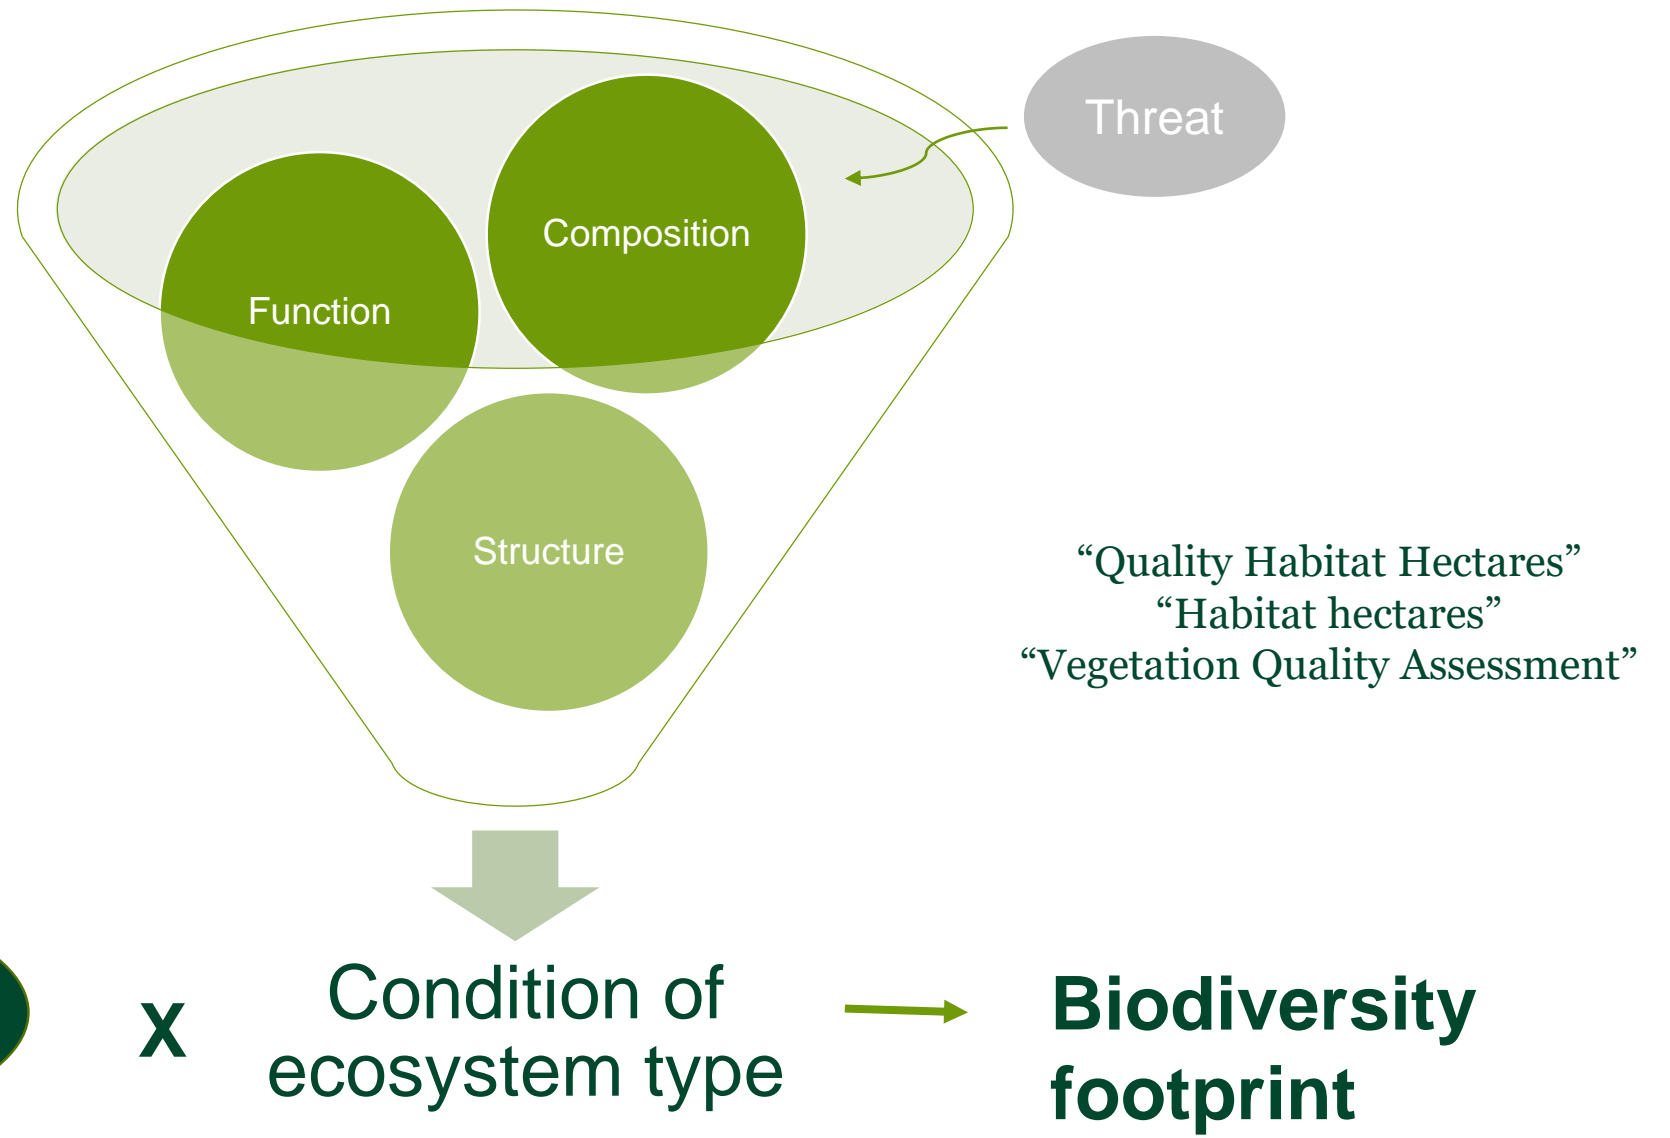 Threat
Composition
Function
Structure
“Quality Habitat Hectares”
“Habitat hectares”
“Vegetation Quality Assessment”
x
Condition of
ecosystem type
Biodiversity
footprint